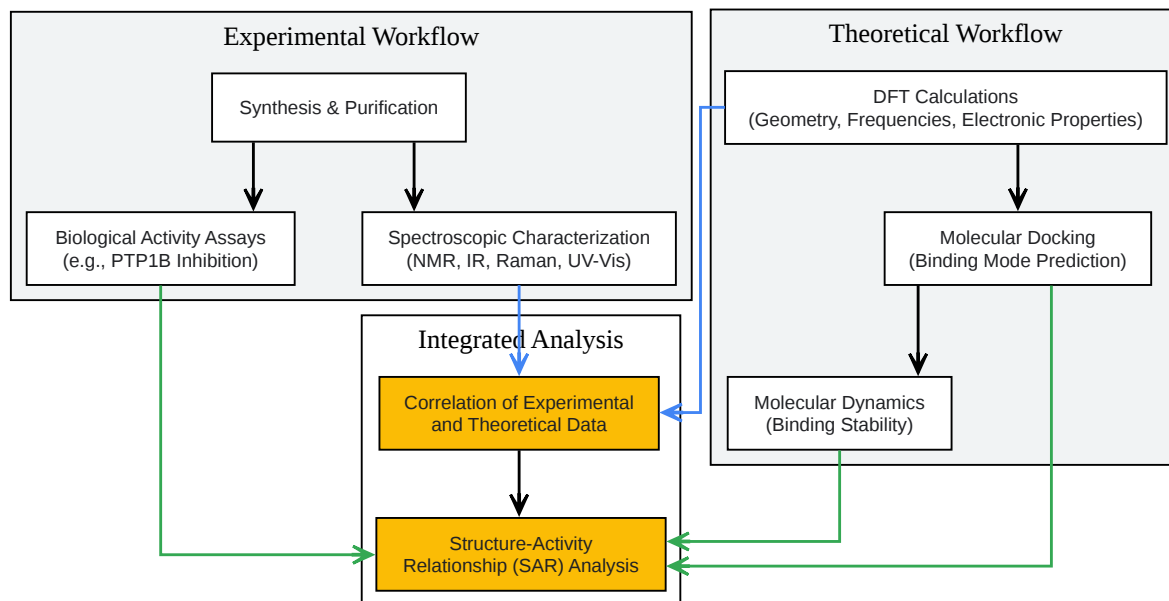 Experimental Workflow
Synthesis & Purification
Biological Activity Assays
(e.g., PTP1B Inhibition)
Spectroscopic Characterization
(NMR, IR, Raman, UV-Vis)
Theoretical Workflow
DFT Calculations
(Geometry, Frequencies, Electronic Properties)
Molecular Docking
(Binding Mode Prediction)
Molecular Dynamics
(Binding Stability)
Integrated Analysis
Correlation of Experimental
and Theoretical Data
Structure-Activity
Relationship (SAR) Analysis